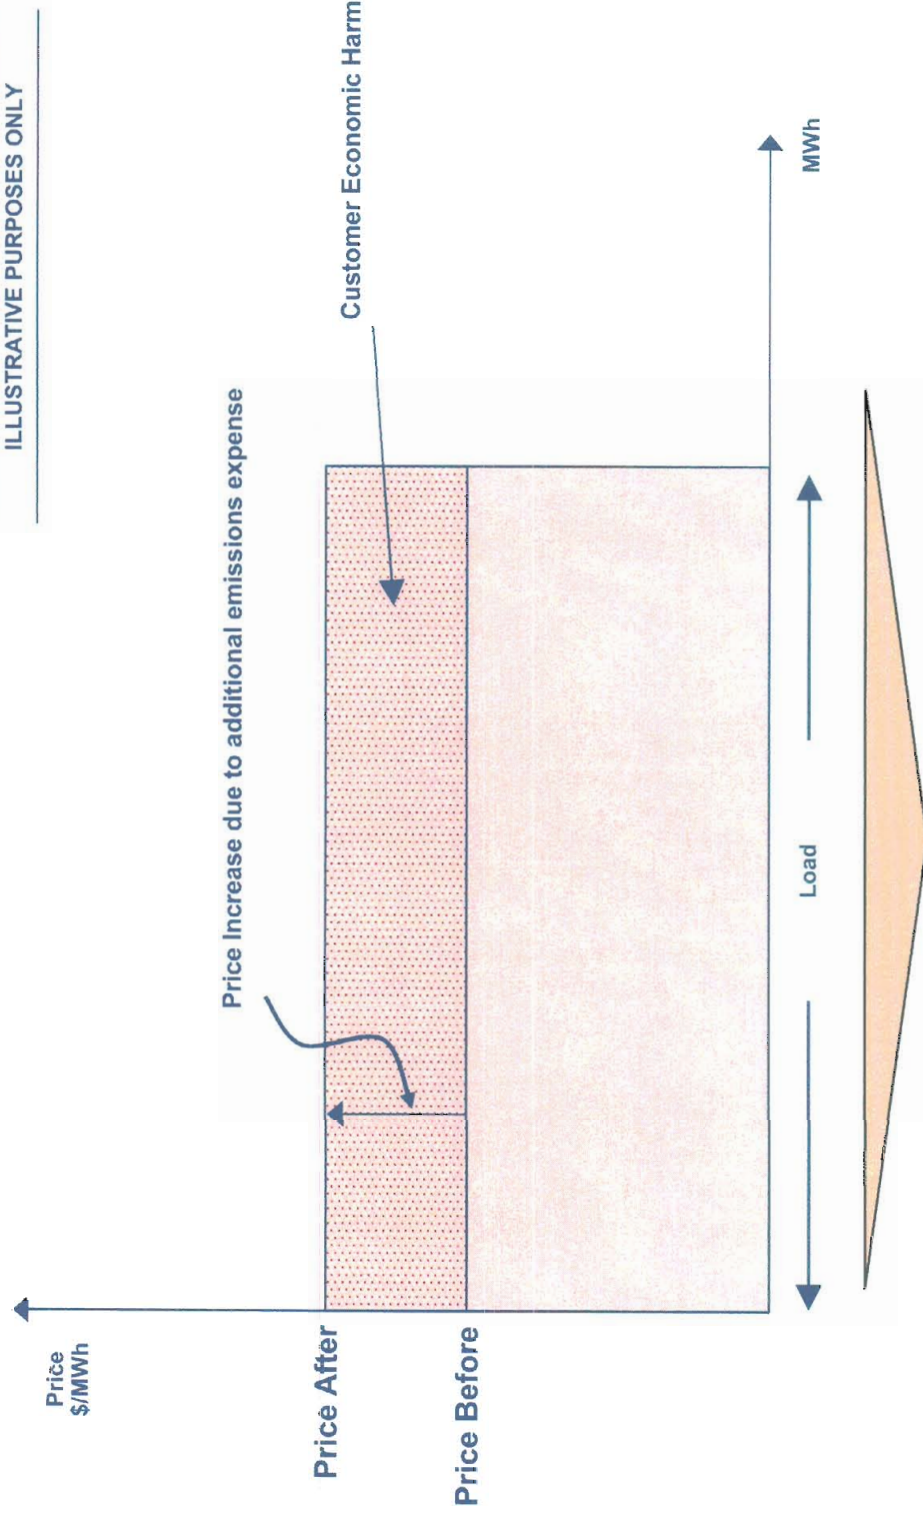 ILLUSTRATIVE PURPOSES ONLY
Price
$/MWh
Price Increase due to additional emissions expense
Customer Economic Harm
Price After
Price Before
MWh
Load